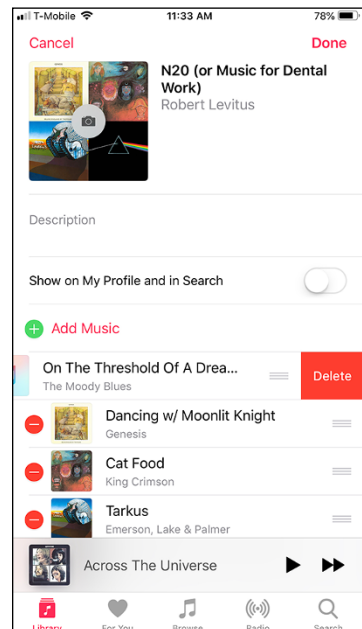 T-Mobile 11:33 AM 78%
Cancel Done
N20 (or Music for Dental
Work)
Robert Levitus
Description
Show on My Profile and in Search
Add Music
On The Threshold Of A Drea...
The Moody Blues
Delete
Dancing w/ Moonlit Knight
Genesis
Cat Food
King Crimson
Tarkus
Emerson, Lake & Palmer
Across The Universe
Library For You Browse Radio Search